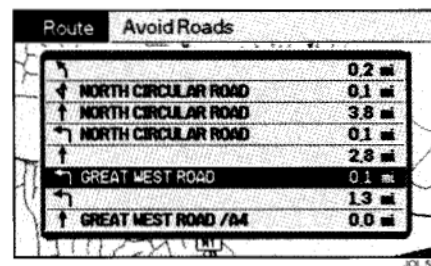 Route Avoid Roads
0.2 mi
NORTH CIRCULAR ROAD 0.1 mi
NORTH CIRCULAR ROAD 3.8 mi
NORTH CIRCULAR ROAD 0.1 mi
2.8 mi
GREAT WEST ROAD 0.1 mi
1.3 mi
GREAT WEST ROAD /A4 0.0 mi